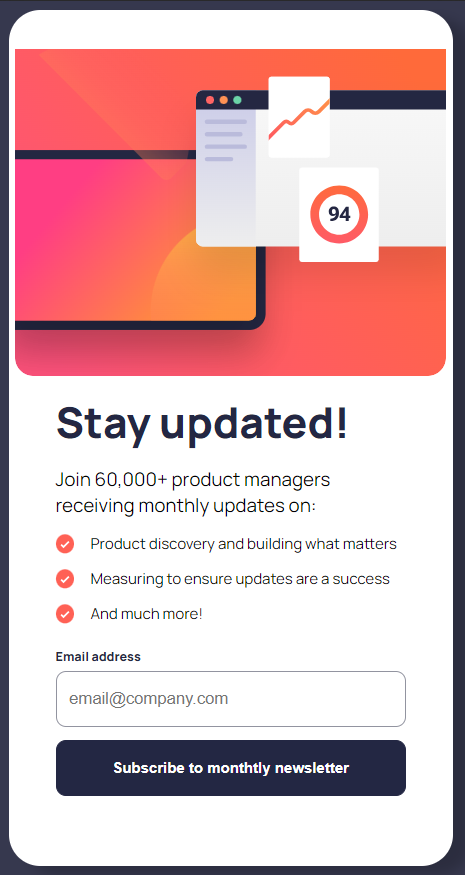 94
Stay updated!
Join 60,000+ product managers
receiving monthly updates on:
Product discovery and building what matters
Measuring to ensure updates are a success
And much more!
Email address
email@company.com
Subscribe to monthtly newsletter